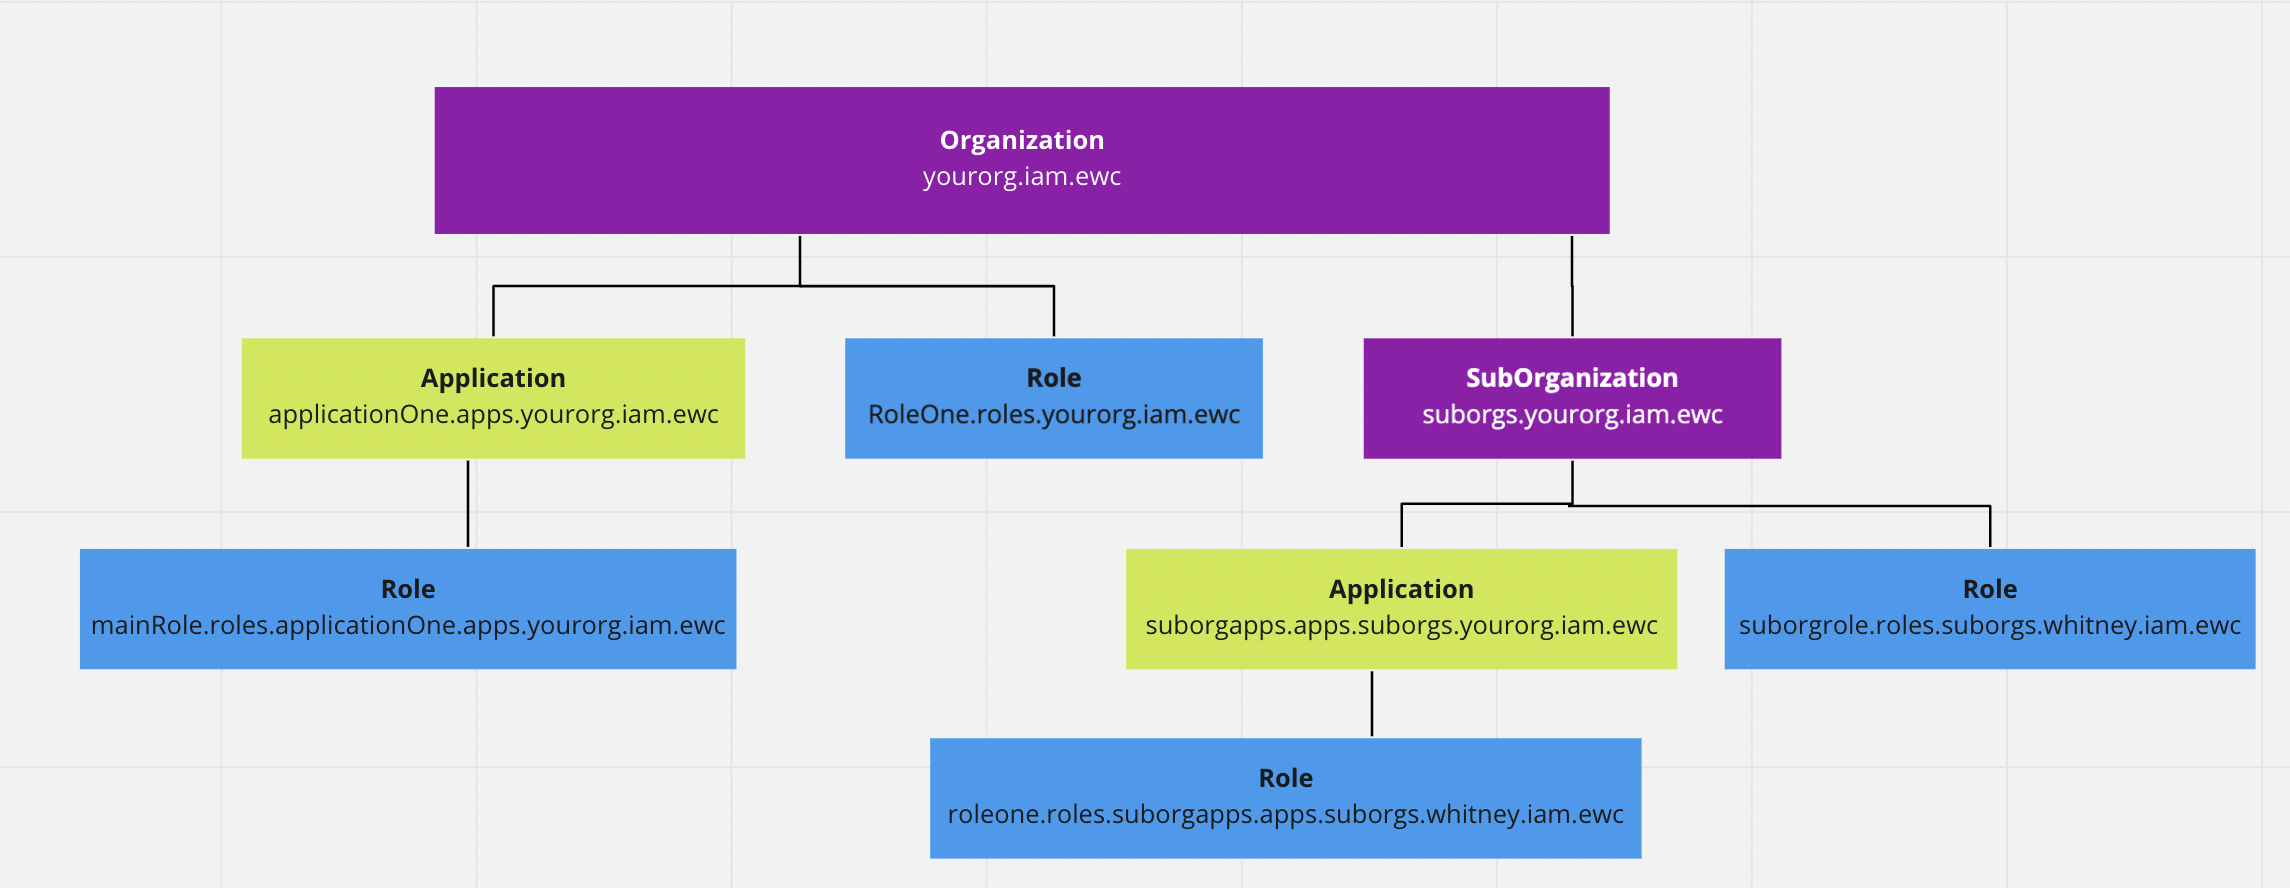 Organization
yourorg.iam.ewc
Application
applicationOne.apps.yourorg.iam.ewc
Role
RoleOne.roles.yourorg.iam.ewc
SubOrganization
suborgs.yourorg.iam.ewc
Role
mainRole.roles.applicationOne.apps.yourorg.iam.ewc
Application
suborgapps.apps.suborgs.yourorg.iam.ewc
Role
suborgrole.roles.suborgs.whitney.iam.ewc
Role
roleone.roles.suborgapps.apps.suborgs.whitney.iam.ewc